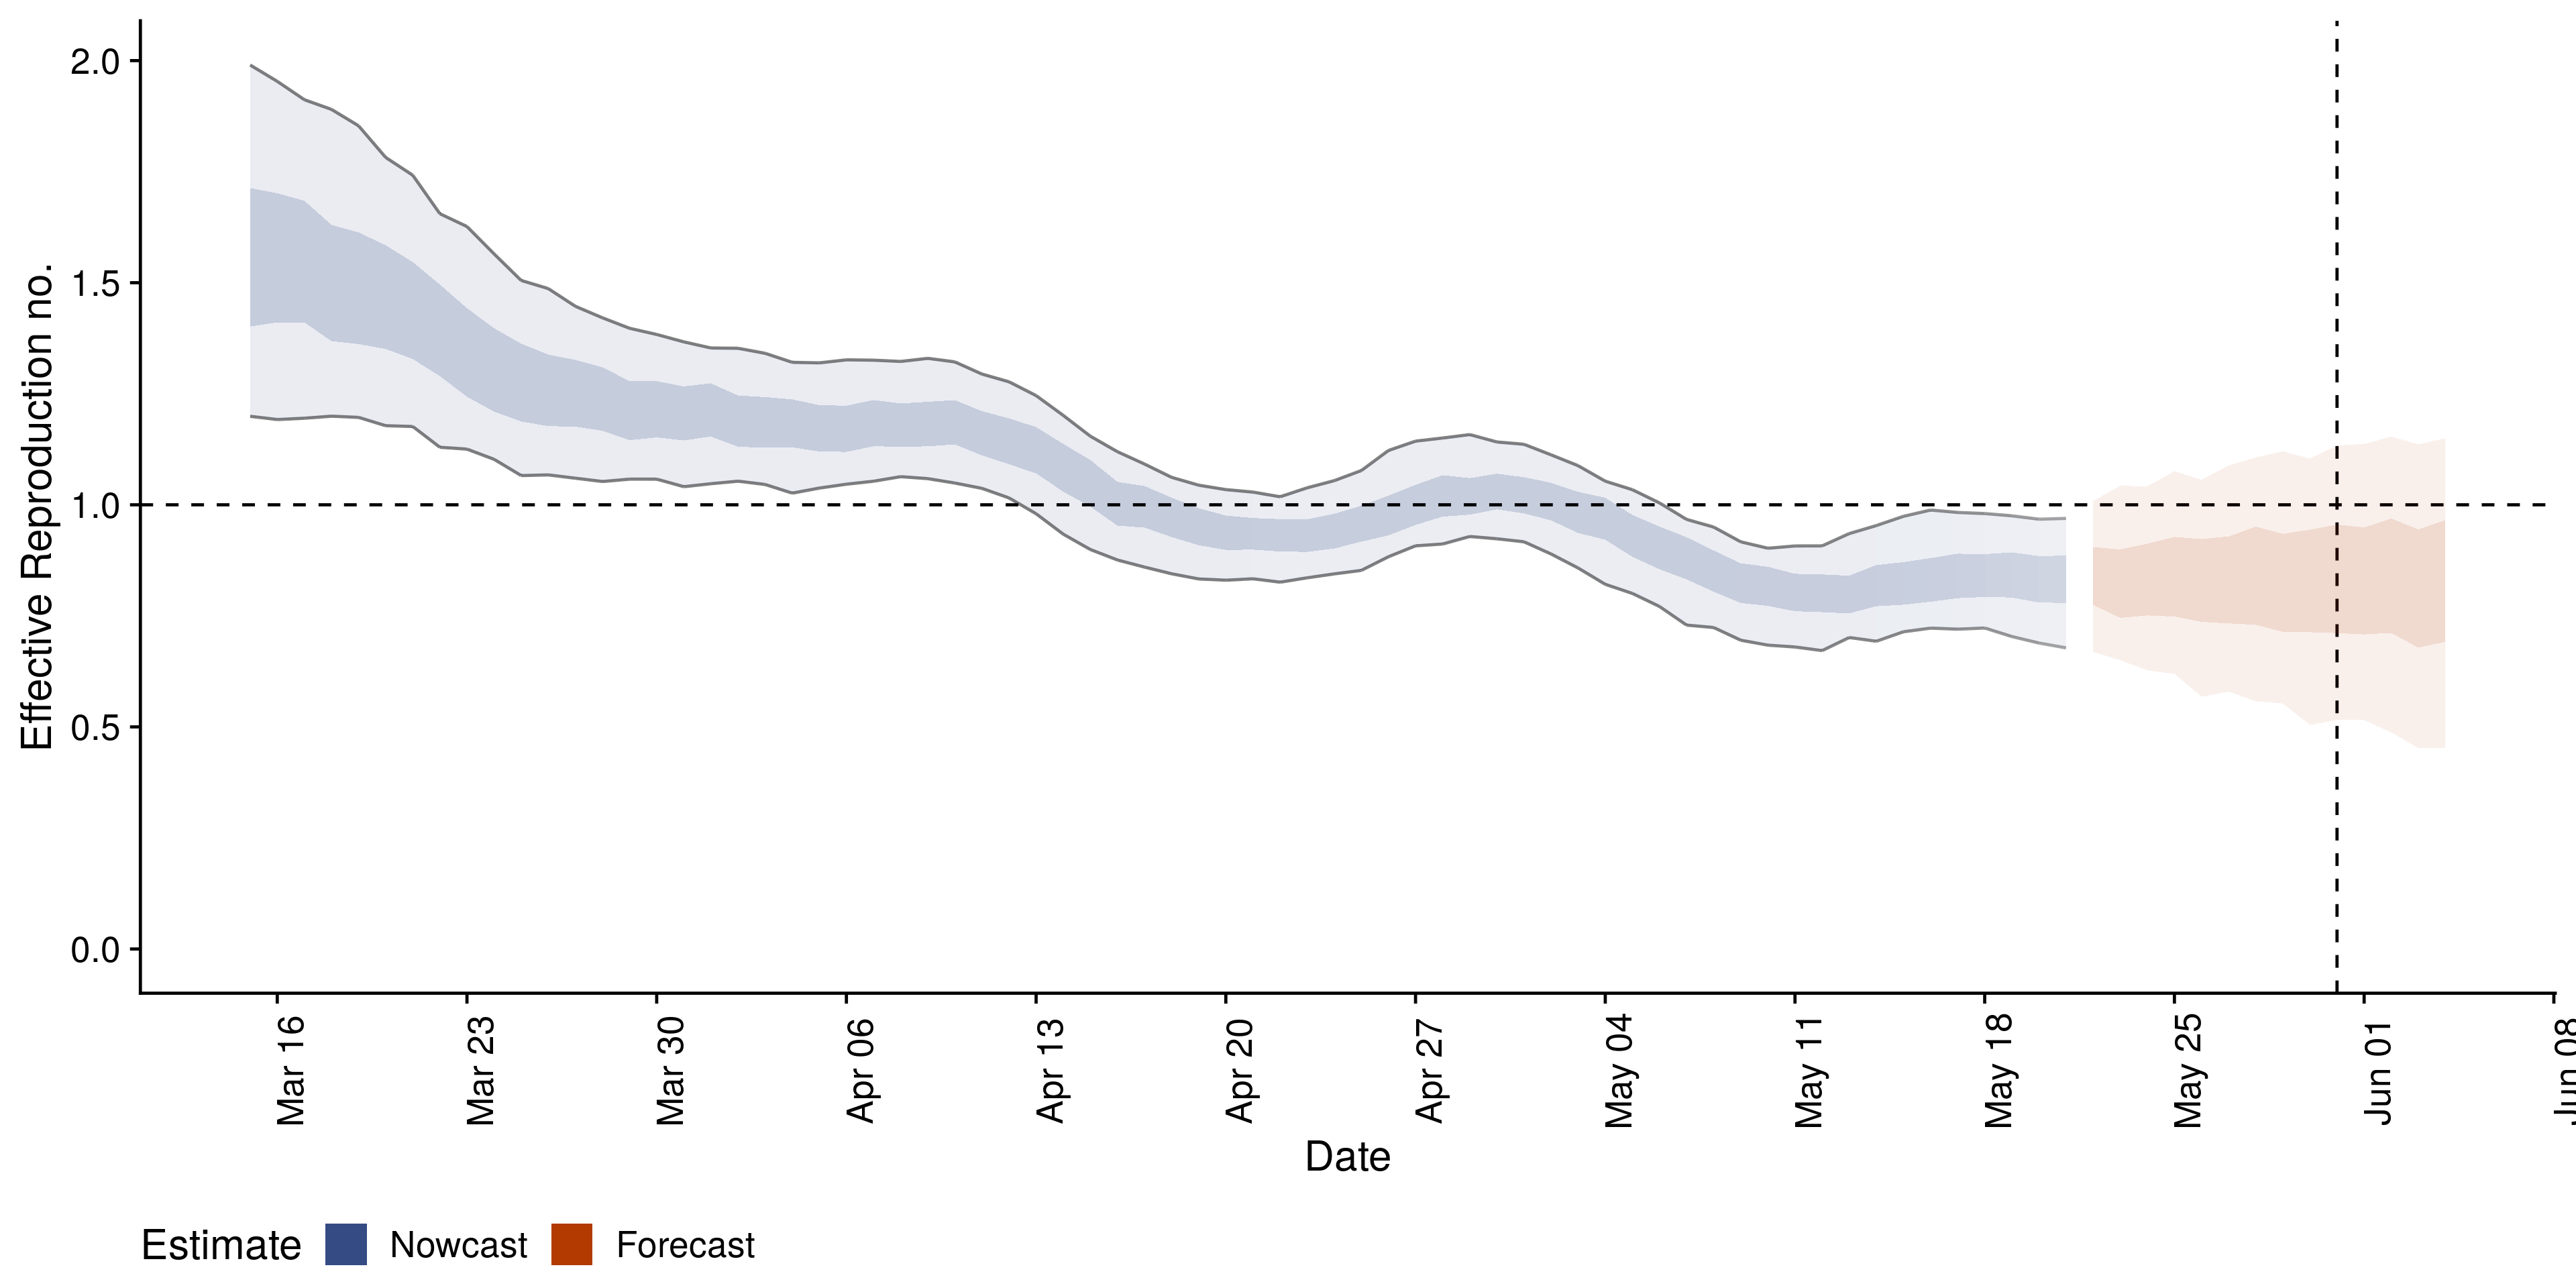 Effective Reproduction no.
2.0
1.5
1.0
0.5
0.0
Mar 16
Mar 23
Mar 30
Apr 06
Apr 13
Apr 20
Apr 27
May 04
May 11
May 18
May 25
Jun 01
Jun 08
Date
Estimate Nowcast Forecast